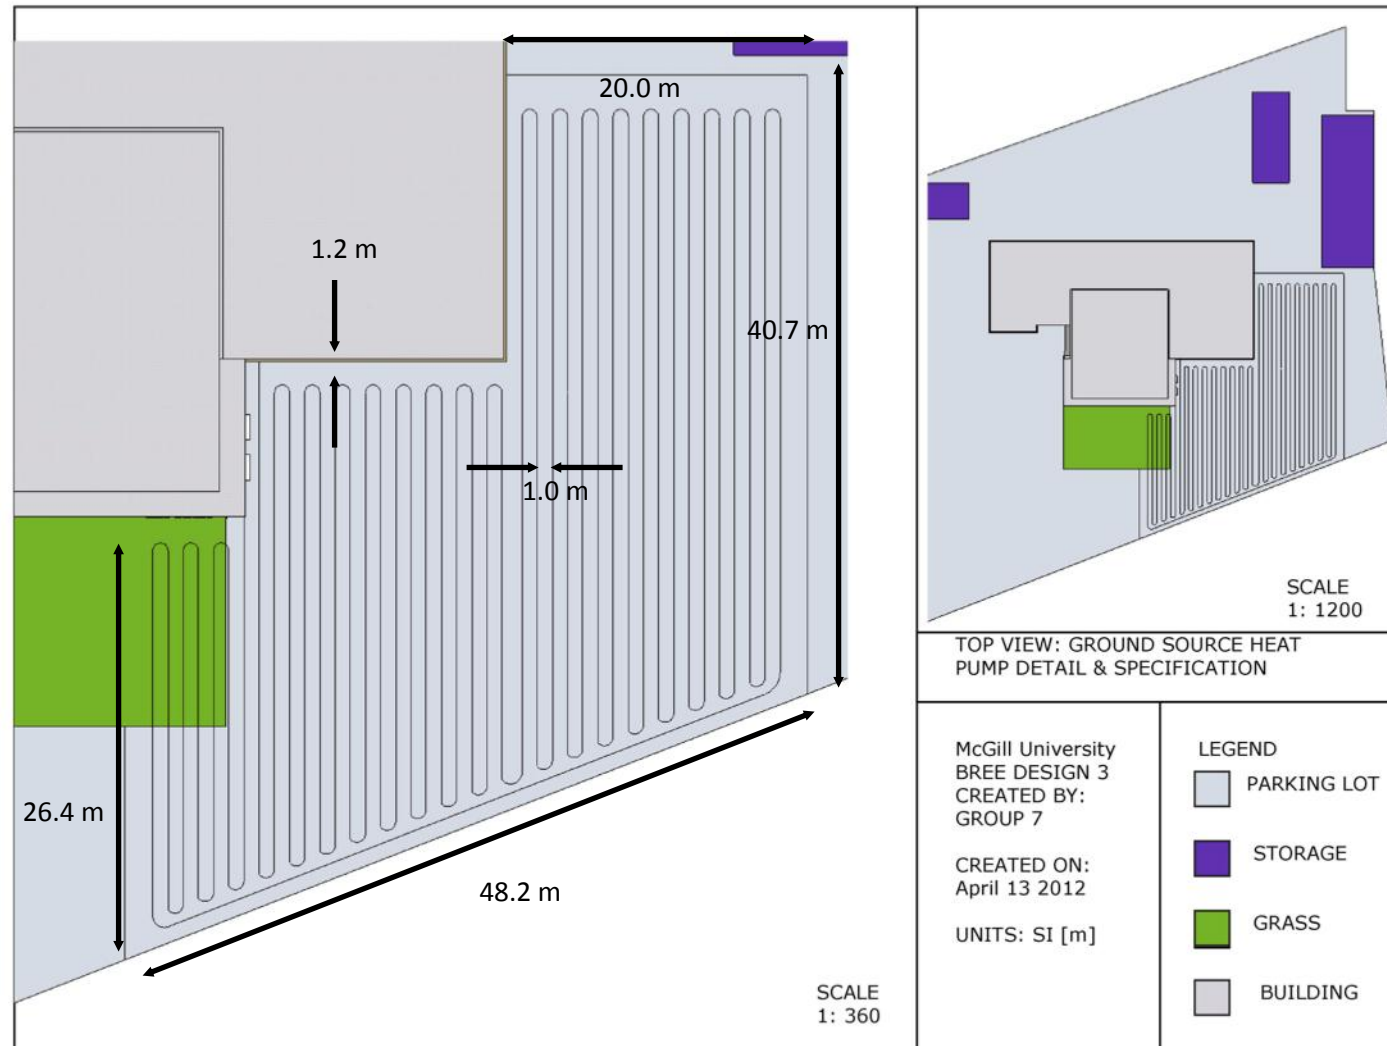 20.0 m
1.2 m
40.7 m
1.0 m
26.4 m
48.2 m
SCALE
1: 360
SCALE
1: 1200
TOP VIEW: GROUND SOURCE HEAT
PUMP DETAIL & SPECIFICATION
McGill University
BREE DESIGN 3
CREATED BY:
GROUP 7
CREATED ON:
April 13 2012
UNITS: SI [m]
LEGEND
PARKING LOT
STORAGE
GRASS
BUILDING